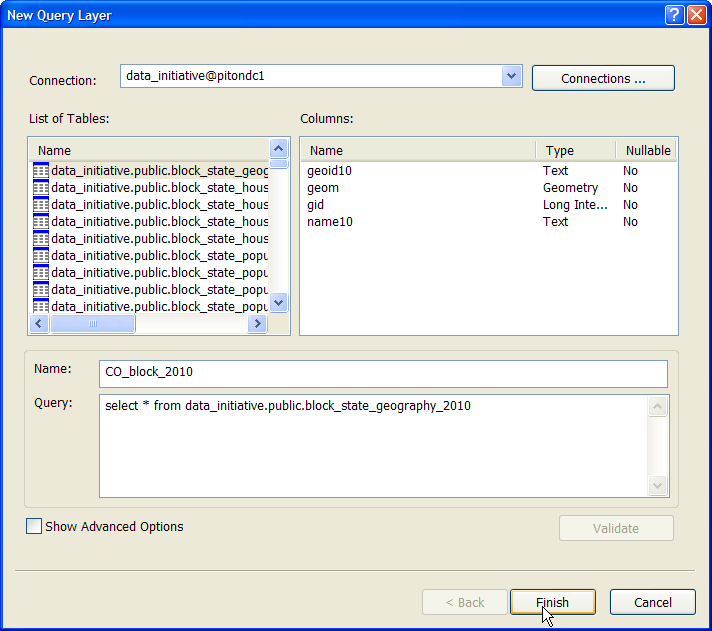 New Query Layer
Connection:
data_initiative@pitondc1
Connections ...
List of Tables:
Columns:
Name
data_initiative.public.block_state_geog
data_initiative.public.block_state_hous
data_initiative.public.block_state_hous
data_initiative.public.block_state_hous
data_initiative.public.block_state_hous
data_initiative.public.block_state_popu
data_initiative.public.block_state_popu
data_initiative.public.block_state_popu
data_initiative.public.block_state_popu
Name Type Nullable
geoid10 Text No
geom Geometry No
gid Long Inte... No
name10 Text No
Name:
CO_block_2010
Query:
select * from data_initiative.public.block_state_geography_2010
Show Advanced Options
Validate
< Back
Finish
Cancel